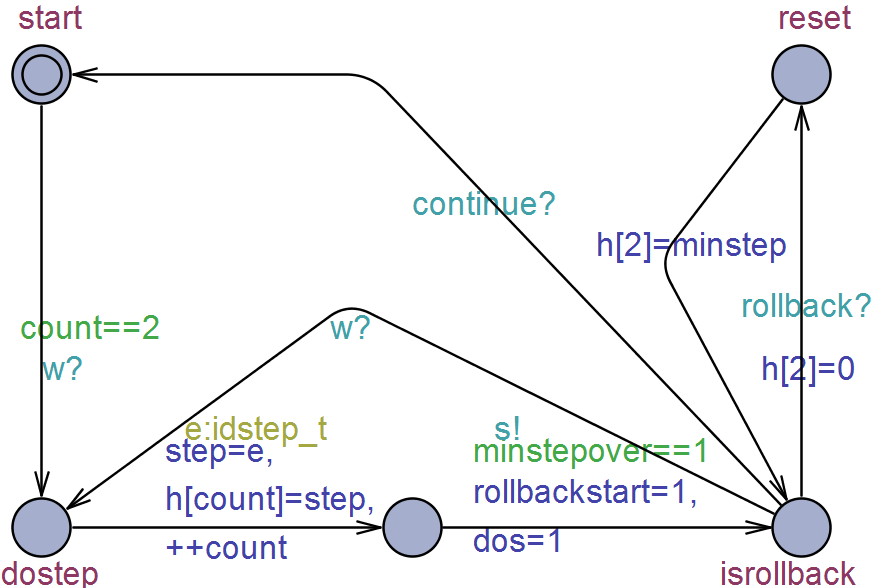 start
reset
continue?
h[2]=minstep
rollback?
count==2
w?
w?
h[2]=0
e:idstep_t
step=e,
h[count]=step,
++count
s!
minstepover==1
rollbackstart=1,
dos=1
dostep
isrollback